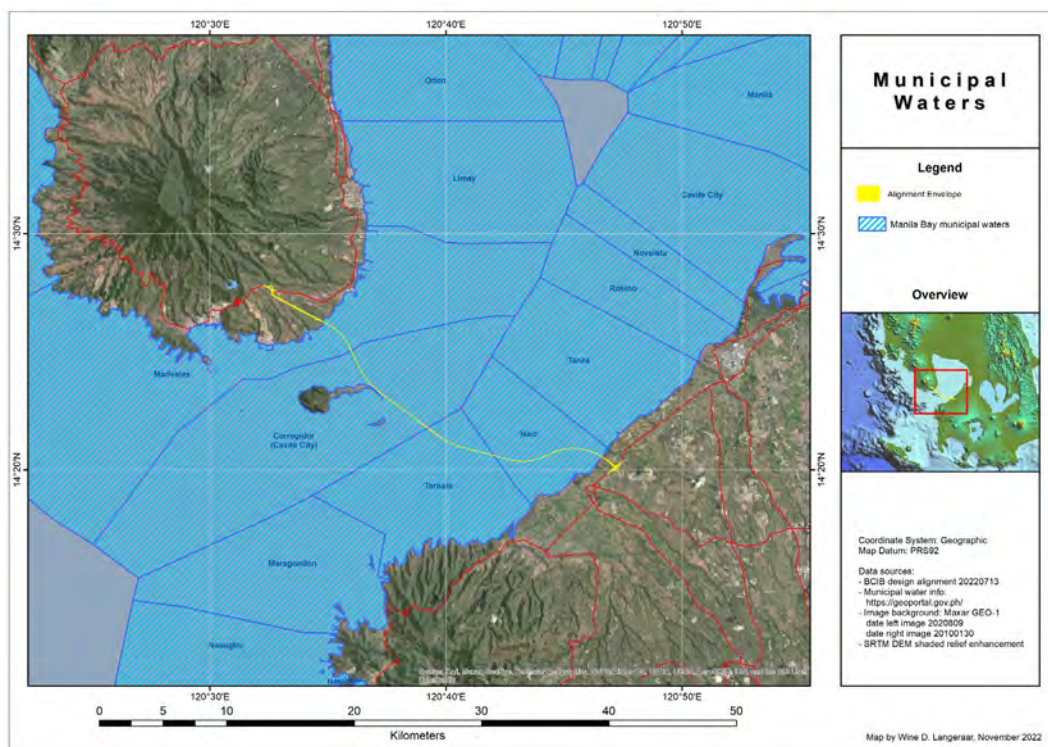 120°30'E
120°40'E
120°50'E
Orion
Manila
Limay
Cavite City
14°30'N
14°30'N
Noveleta
Rosario
Tanza
Mariveles
Corregidor
(Cavite City)
Naic
14°20'N
14°20'N
Ternate
Maragondon
Nasugbu
120°30'E
120°40'E
120°50'E
0
5
10
20
30
40
50
Kilometers
Municipal
Waters
Legend
Alignment Envelope
Manila Bay municipal waters
Overview
Coordinate System: Geographic
Map Datum: PRS92
Data sources:
- BCIB design alignment 20220713
- Municipal water info:
https://geoportal.gov.ph/
- Image background: Maxar GEO-1
date left image 2020809
date right image 20100130
- SRTM DEM shaded relief enhancement
Map by Wine D. Langeraar, November 2022